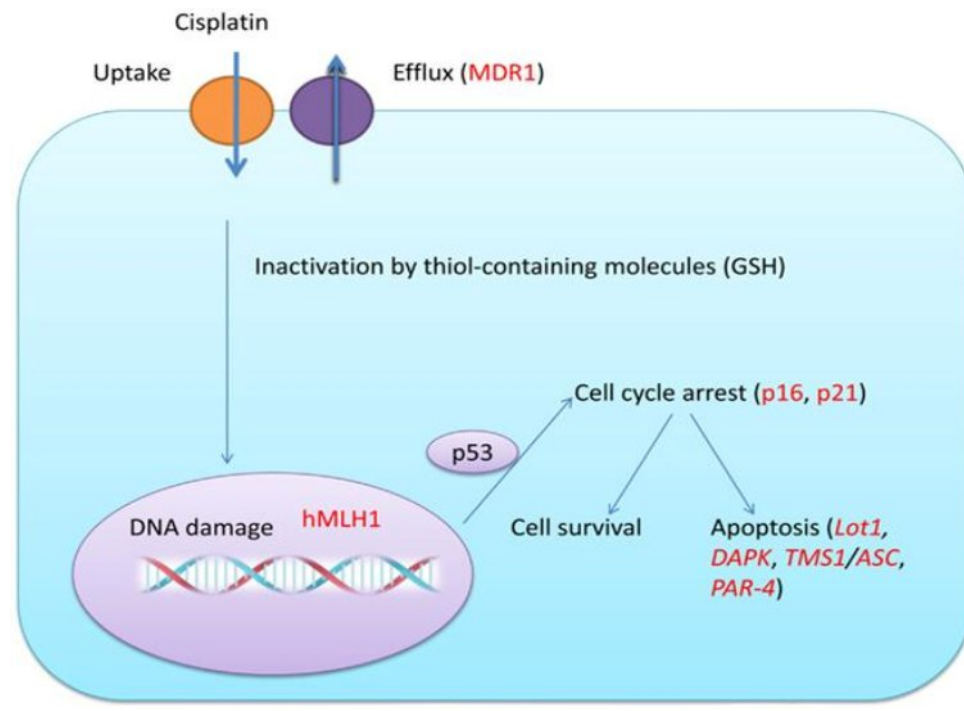 Cisplatin
Uptake
Efflux (MDR1)
Inactivation by thiol-containing molecules (GSH)
Cell cycle arrest (p16, p21)
p53
DNA damage
hMLH1
Cell survival
Apoptosis (Lot1,
DAPK, TMS1/ASC,
PAR-4)